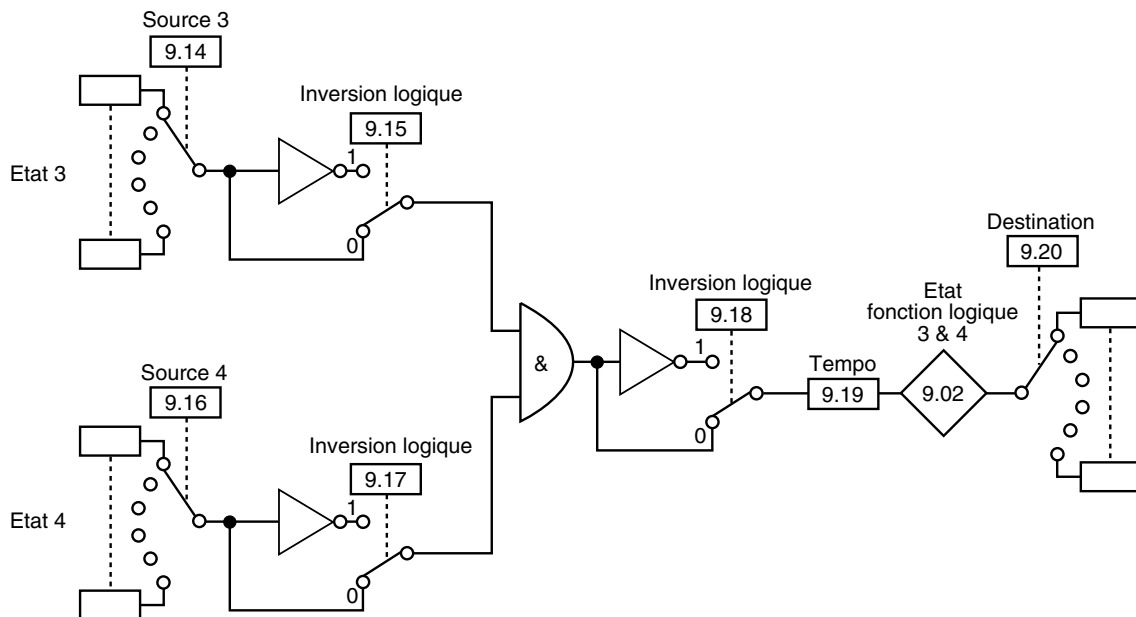 Source 3
9.14
Inversion logique
9.15
1
Etat 3
0
Destination
9.20
Inversion logique
9.18
Etat
fonction logique
3 & 4
1
&
Tempo
9.19
9.02
0
Source 4
9.16
Inversion logique
9.17
1
Etat 4
0